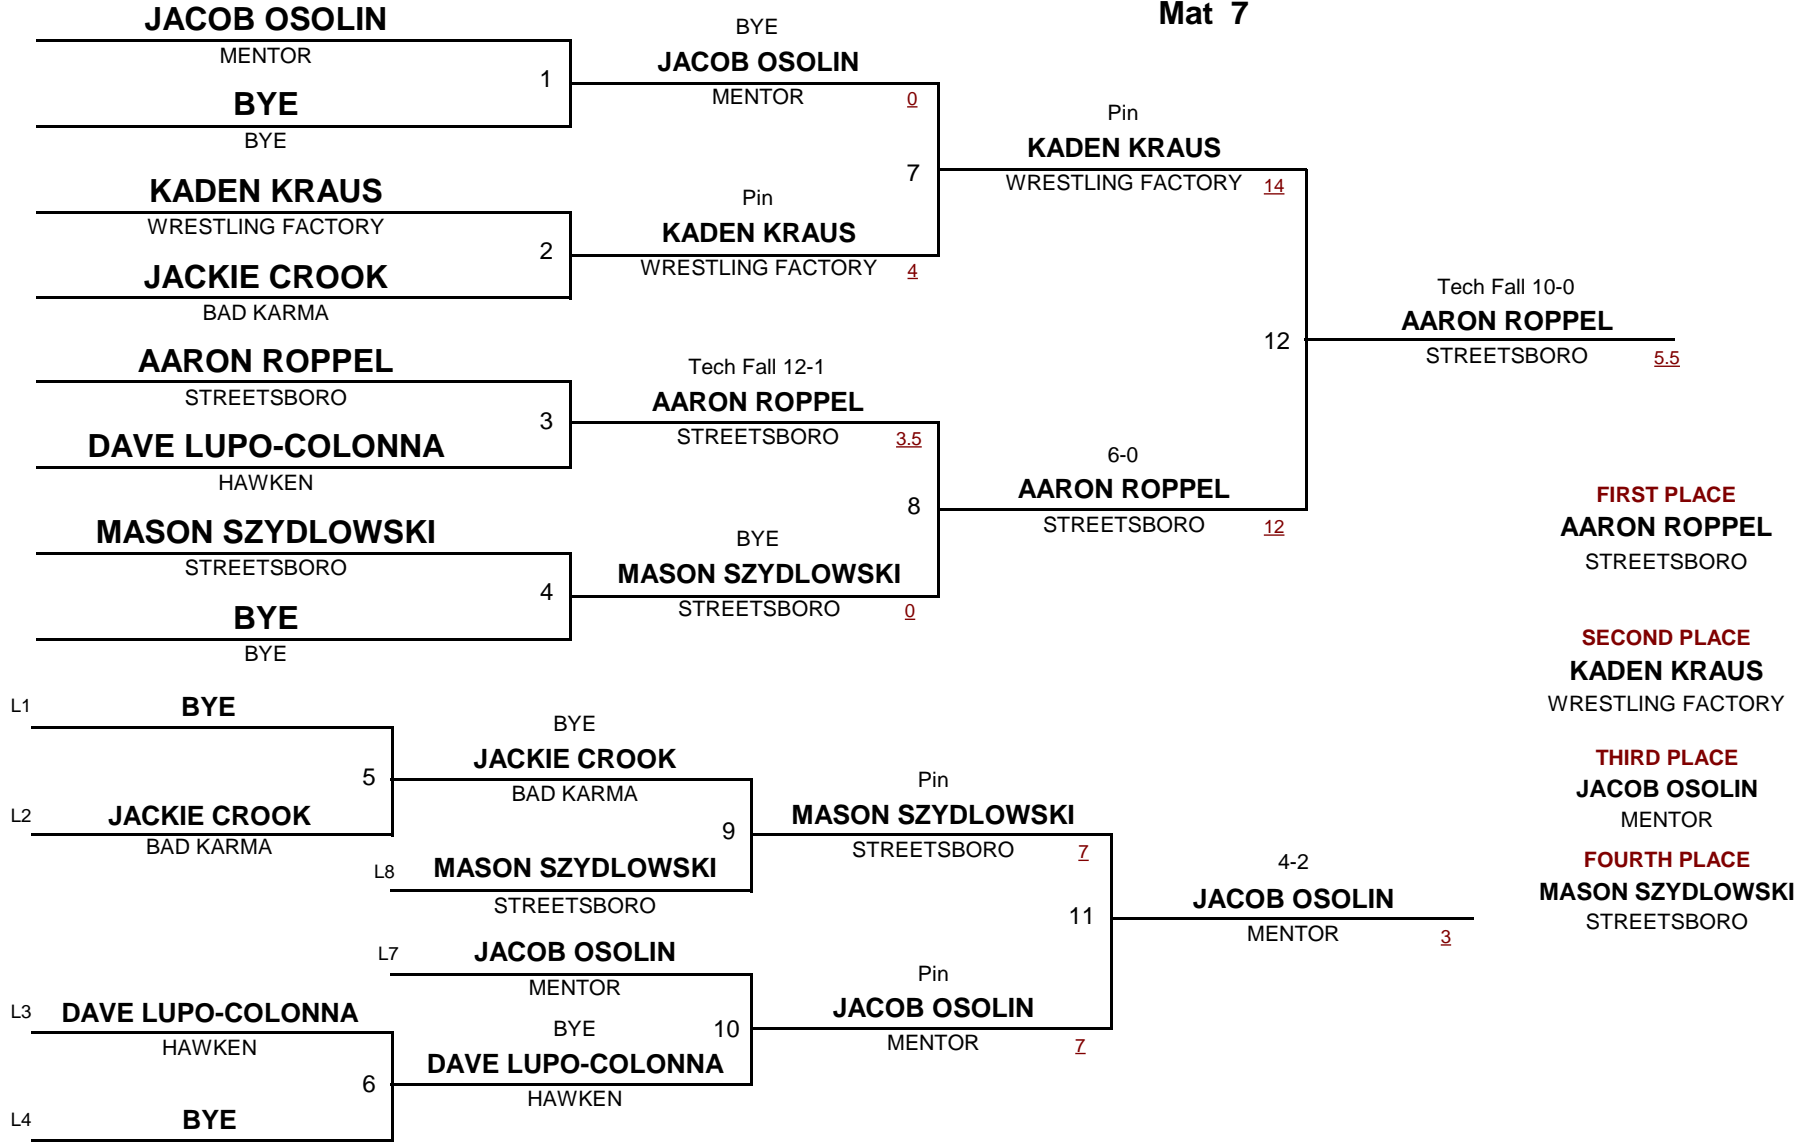 Mat 7
JACOB OSOLIN
MENTOR
1
BYE
BYE
KADEN KRAUS
WRESTLING FACTORY
2
JACKIE CROOK
BAD KARMA
AARON ROPPEL
STREETSBORO
3
DAVE LUPO-COLONNA
HAWKEN
MASON SZYDLOWSKI
STREETSBORO
4
BYE
BYE
BYE
JACOB OSOLIN
MENTOR 0
7
Pin
KADEN KRAUS
WRESTLING FACTORY 4
Tech Fall 12-1
AARON ROPPEL
STREETSBORO 3.5
8
BYE
MASON SZYDLOWSKI
STREETSBORO 0
Pin
KADEN KRAUS
WRESTLING FACTORY 14
12
6-0
AARON ROPPEL
STREETSBORO 12
Tech Fall 10-0
AARON ROPPEL
STREETSBORO 5.5
L1 BYE
5
L2 JACKIE CROOK
BAD KARMA
BYE
JACKIE CROOK
BAD KARMA
9
L8 MASON SZYDLOWSKI
STREETSBORO
L7 JACOB OSOLIN
MENTOR
10
L3 DAVE LUPO-COLONNA
HAWKEN
6
L4 BYE
BYE
DAVE LUPO-COLONNA
HAWKEN
Pin
MASON SZYDLOWSKI
STREETSBORO 7
11
Pin
JACOB OSOLIN
MENTOR 7
4-2
JACOB OSOLIN
MENTOR 3
FIRST PLACE
AARON ROPPEL
STREETSBORO
SECOND PLACE
KADEN KRAUS
WRESTLING FACTORY
THIRD PLACE
JACOB OSOLIN
MENTOR
FOURTH PLACE
MASON SZYDLOWSKI
STREETSBORO